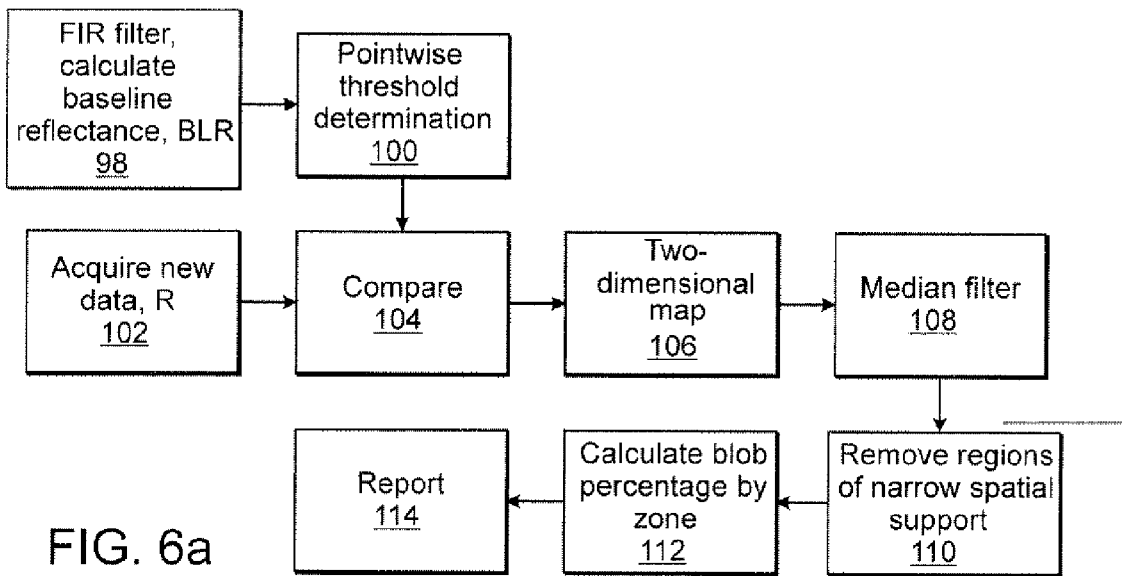 FIR filter,
calculate
baseline
reflectance, BLR
98
Pointwise
threshold
determination
100
Acquire new
data, R
102
Compare
104
Two-
dimensional
map
106
Median filter
108
Report
114
Calculate blob
percentage by
zone
112
Remove regions
of narrow spatial
support
110
FIG. 6a